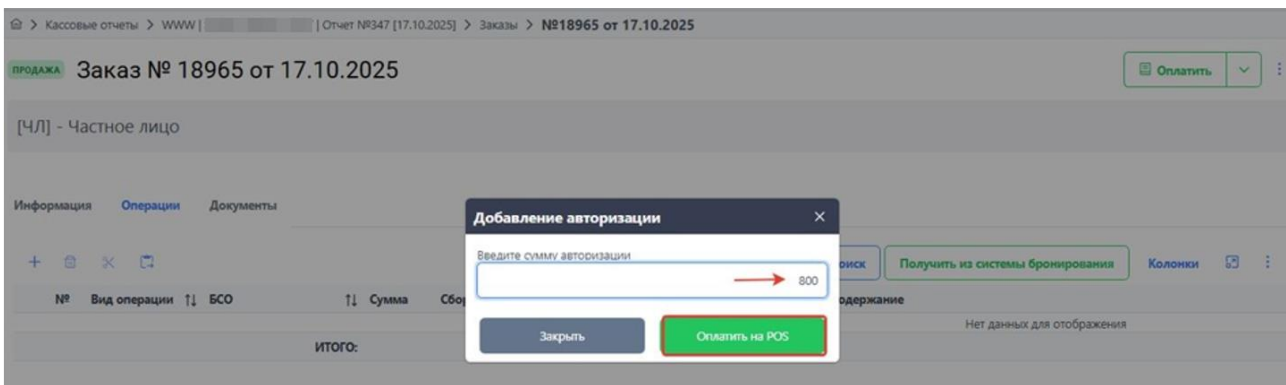 Кассовые отчеты > WWW | | Отчет №347 [17.10.2025] > Заказы > №18965 от 17.10.2025
ПРОДАЖА Заказ № 18965 от 17.10.2025 Оплатить
[ЧЛ] - Частное лицо
Информация Операции Документы
Добавление авторизации
Введите сумму авторизации
800
Закрыть Оплатить на POS
оиск Получить из системы бронирования Колонки
№ Вид операции БСО Сумма Сбор одержание
Нет данных для отображения
ИТОГО: